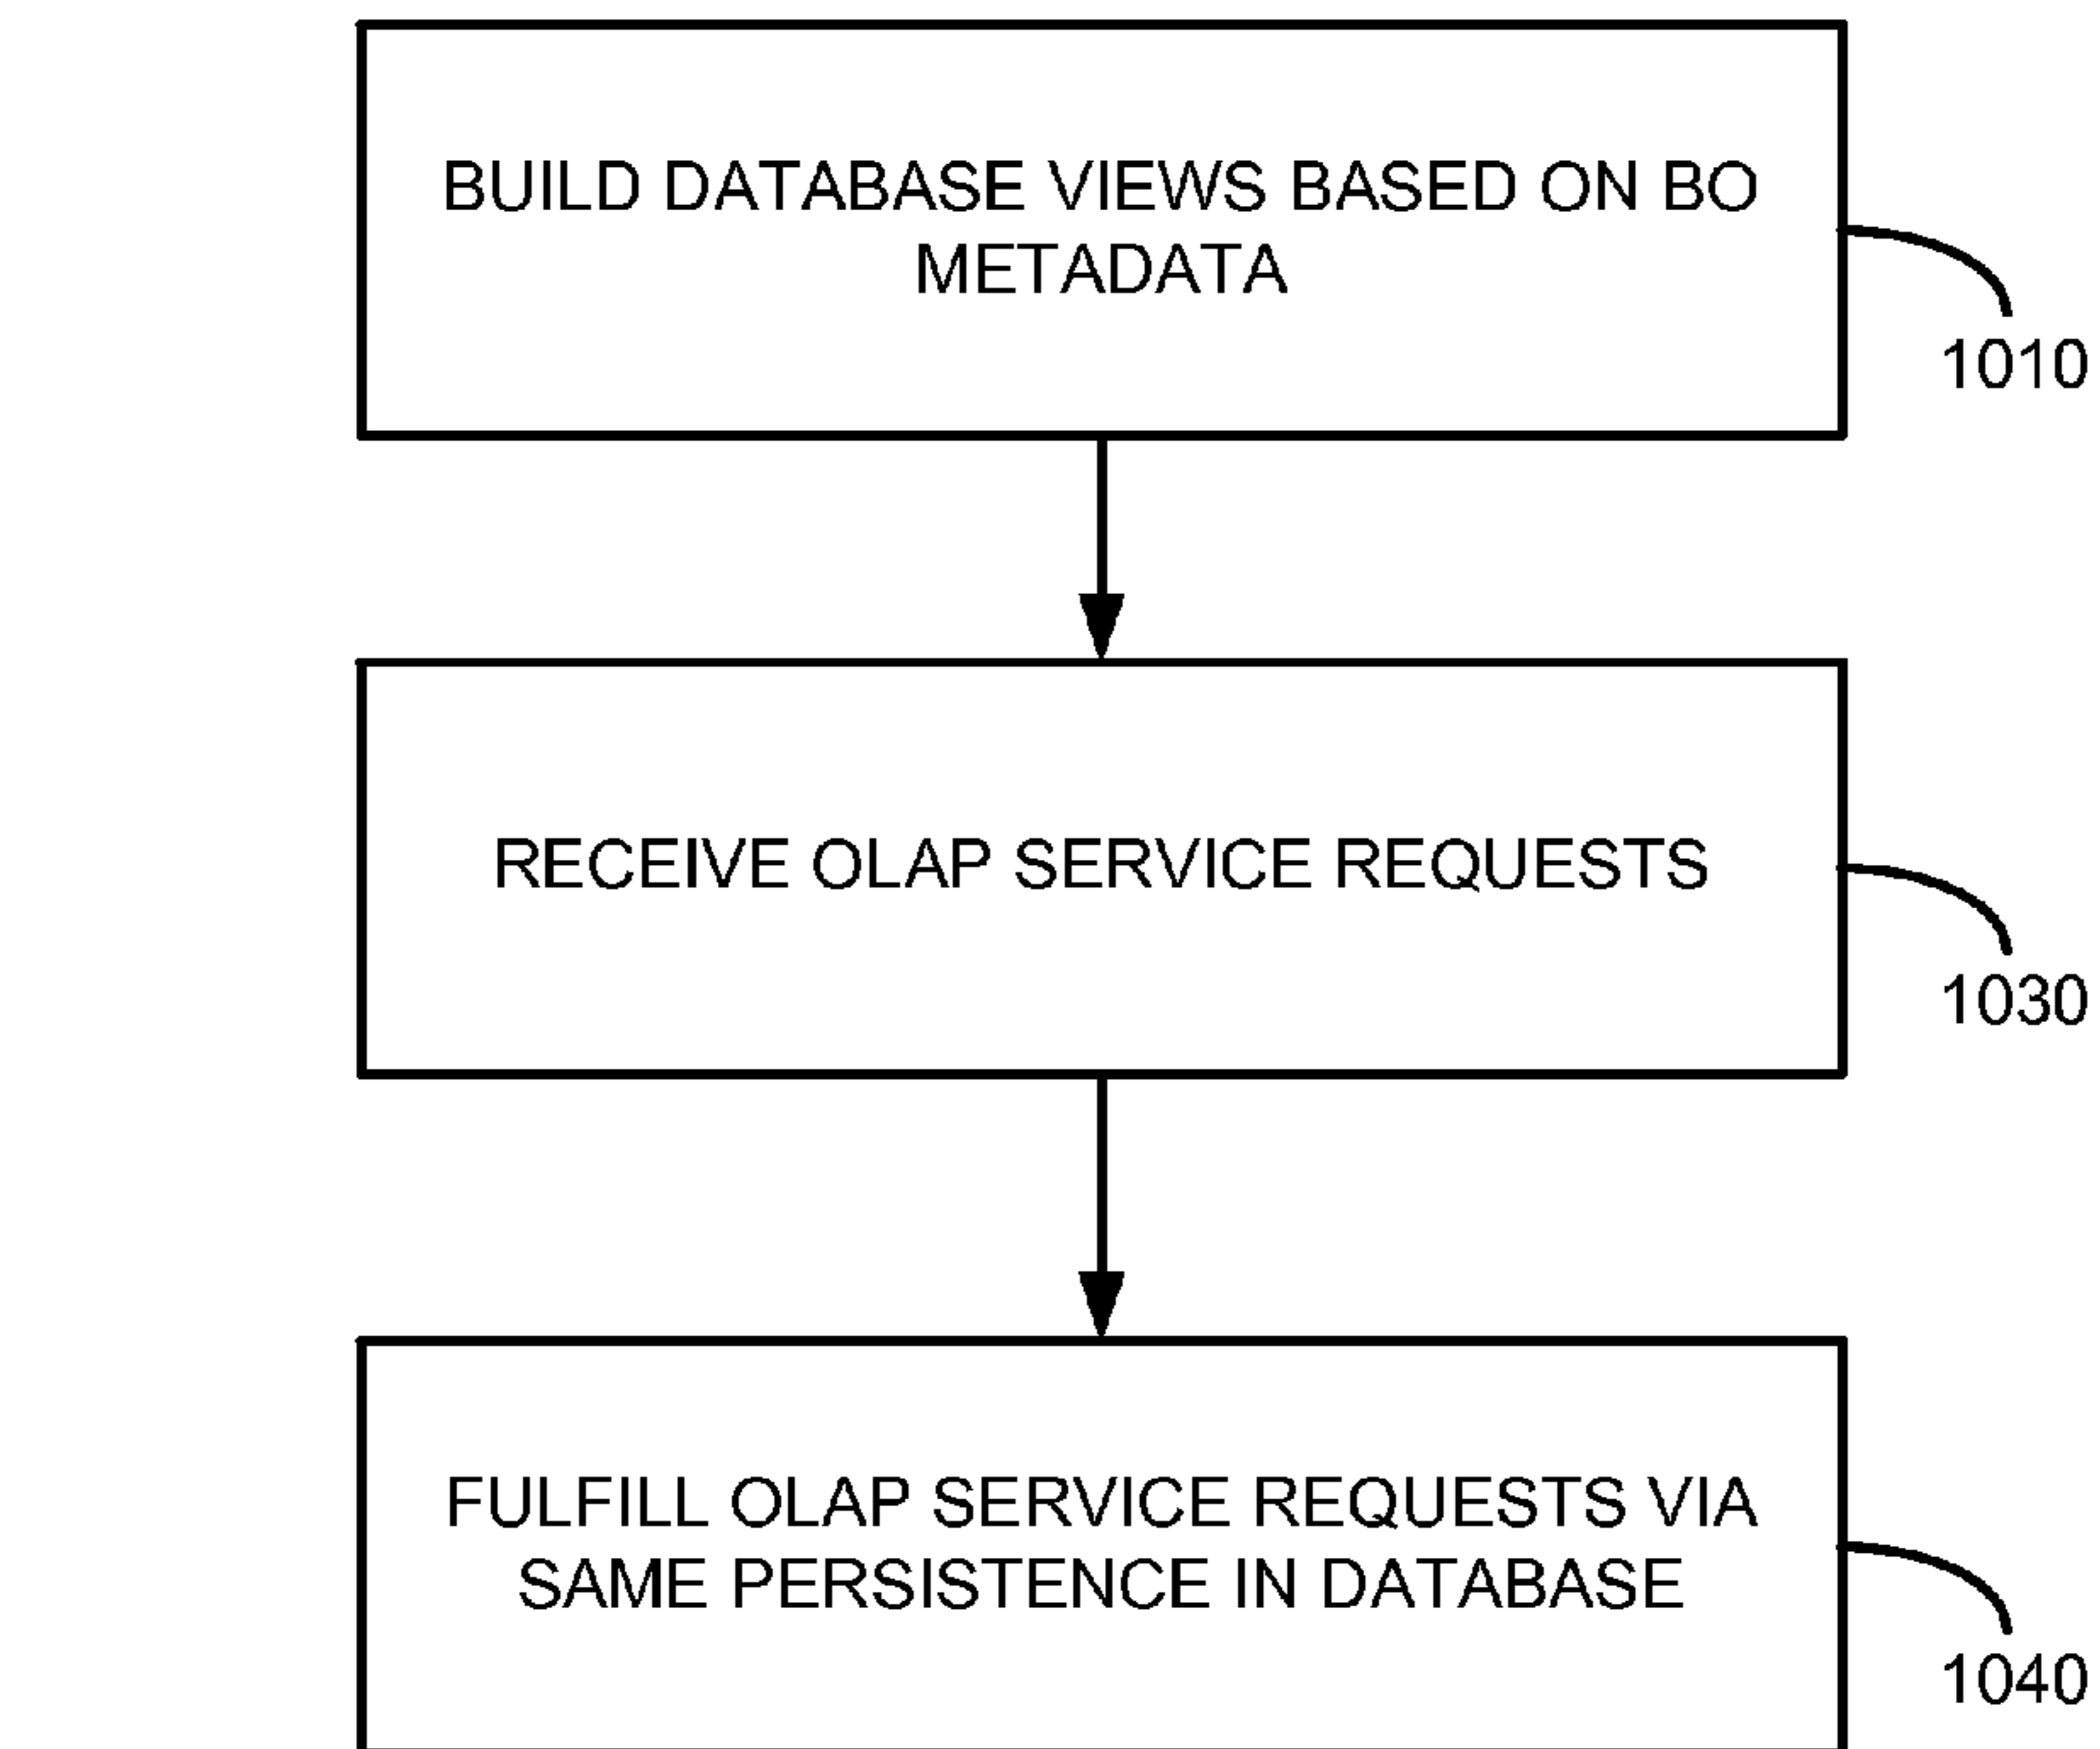 BUILD DATABASE VIEWS BASED ON BO
METADATA
1010
RECEIVE OLAP SERVICE REQUESTS
1030
FULFILL OLAP SERVICE REQUESTS VIA
SAME PERSISTENCE IN DATABASE
1040